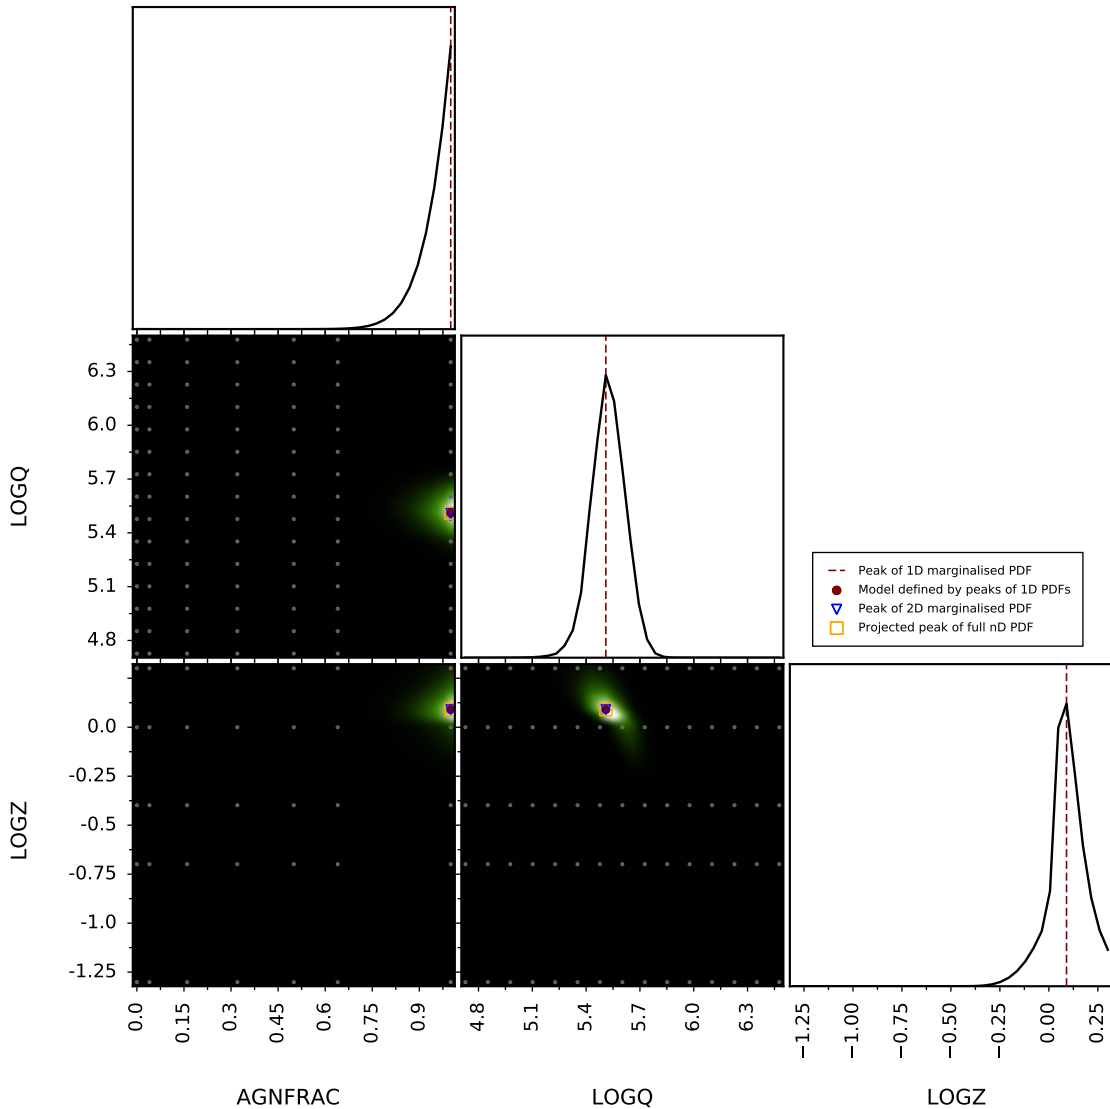 6.3
6.0
5.7
5.4
5.1
4.8
LOGQ
Peak of 1D marginalised PDF
Model defined by peaks of 1D PDFs
Peak of 2D marginalised PDF
Projected peak of full nD PDF
0.0
-0.25
-0.5
-0.75
-1.0
-1.25
LOGZ
0.0 0.15 0.3 0.45 0.6 0.75 0.9
4.8 5.1 5.4 5.7 6.0 6.3
−1.25 −1.00 −0.75 −0.50 −0.25 0.00 0.25
AGNFRAC LOGQ LOGZ